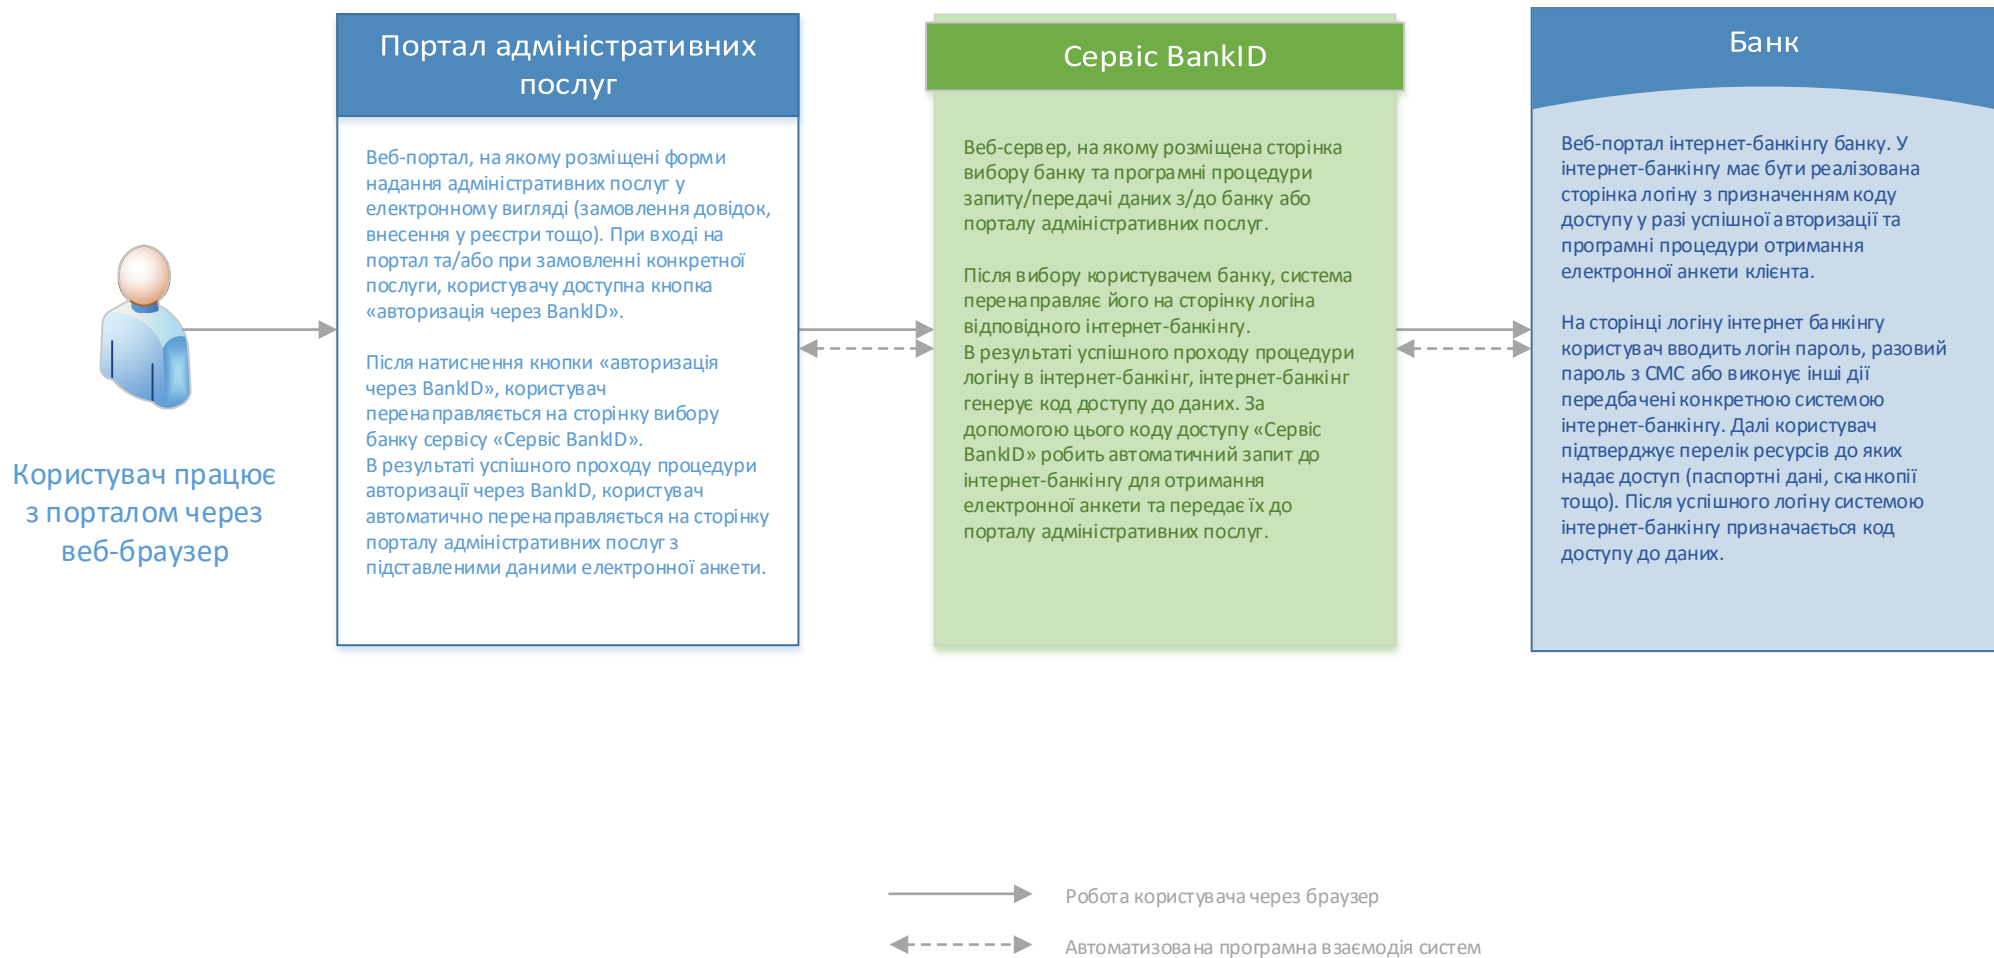 Портал адміністративних
послуг
Сервіс BankID
Банк
Користувач працює
з порталом через
веб-браузер
Веб-портал, на якому розміщені форми
надання адміністративних послуг у
електронному вигляді (замовлення довідок,
внесення у реєстри тощо). При вході на
портал та/або при замовленні конкретної
послуги, користувачу доступна кнопка
«авторизація через BankID».
Після натиснення кнопки «авторизація
через BankID», користувач
перенаправляється на сторінку вибору
банку сервісу «Сервіс BankID».
В результаті успішного проходу процедури
авторизації через BankID, користувач
автоматично перенаправляється на сторінку
порталу адміністративних послуг з
підставленими даними електронної анкети.
Веб-сервер, на якому розміщена сторінка
вибору банку та програмні процедури
запиту/передачі даних з/до банку або
порталу адміністративних послуг.
Після вибору користувачем банку, система
перенаправляє його на сторінку логіна
відповідного інтернет-банкінгу.
В результаті успішного проходу процедури
логіну в інтернет-банкінг, інтернет-банкінг
генерує код доступу до даних. За
допомогою цього коду доступу «Сервіс
BankID» робить автоматичний запит до
інтернет-банкінгу для отримання
електронної анкети та передає їх до
порталу адміністративних послуг.
Веб-портал інтернет-банкінгу банку. У
інтернет-банкінгу має бути реалізована
сторінка логіну з призначенням коду
доступу у разі успішної авторизації та
програмні процедури отримання
електронної анкети клієнта.
На сторінці логіну інтернет банкінгу
користувач вводить логін пароль, разовий
пароль з СМС або виконує інші дії
передбачені конкретною системою
інтернет-банкінгу. Далі користувач
підтверджує перелік ресурсів до яких
надає доступ (паспортні дані, сканкопії
тощо). Після успішного логіну системою
інтернет-банкінгу призначається код
доступу до даних.
Робота користувача через браузер
Автоматизована програмна взаємодія систем